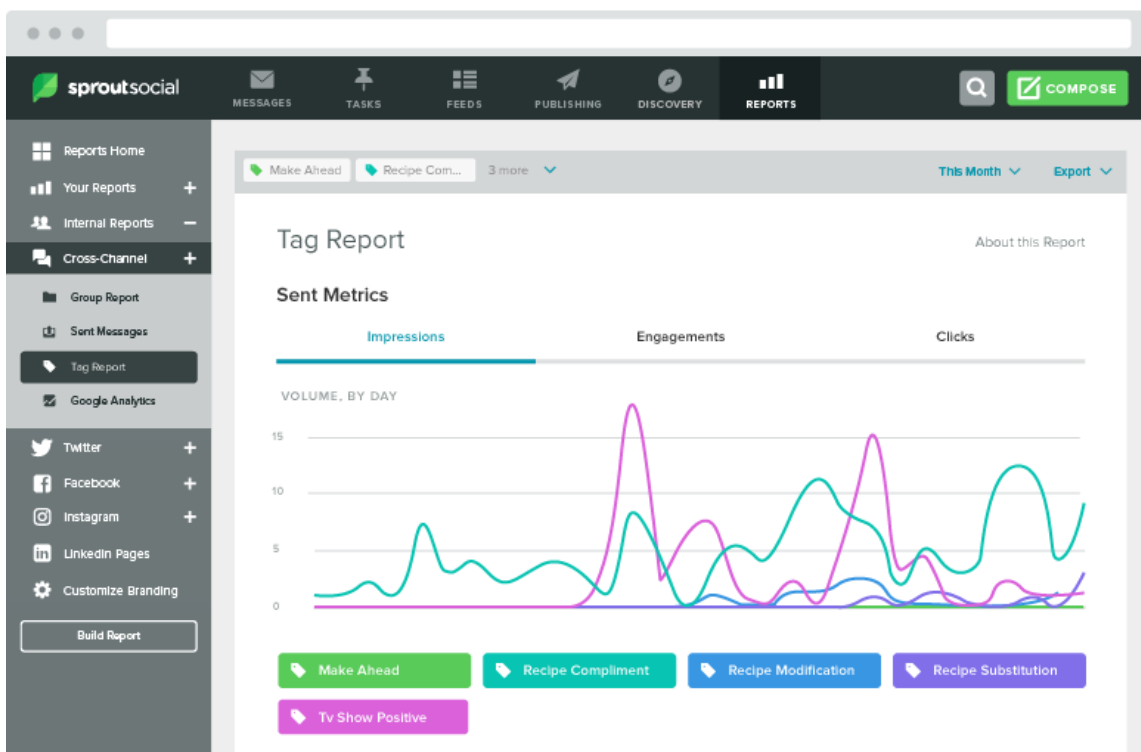 sproutsocial
MESSAGES
TASKS
FEEDS
PUBLISHING
DISCOVERY
REPORTS
COMPOSE
Reports Home
Your Reports +
Internal Reports –
Cross-Channel +
Group Report
Sent Messages
Tag Report
Google Analytics
Twitter +
Facebook +
Instagram +
LinkedIn Pages
Customize Branding
Build Report
Make Ahead
Recipe Com...
3 more
This Month
Export
Tag Report
About this Report
Sent Metrics
Impressions
Engagements
Clicks
VOLUME, BY DAY
15
10
5
0
Make Ahead
Recipe Compliment
Recipe Modification
Recipe Substitution
Tv Show Positive